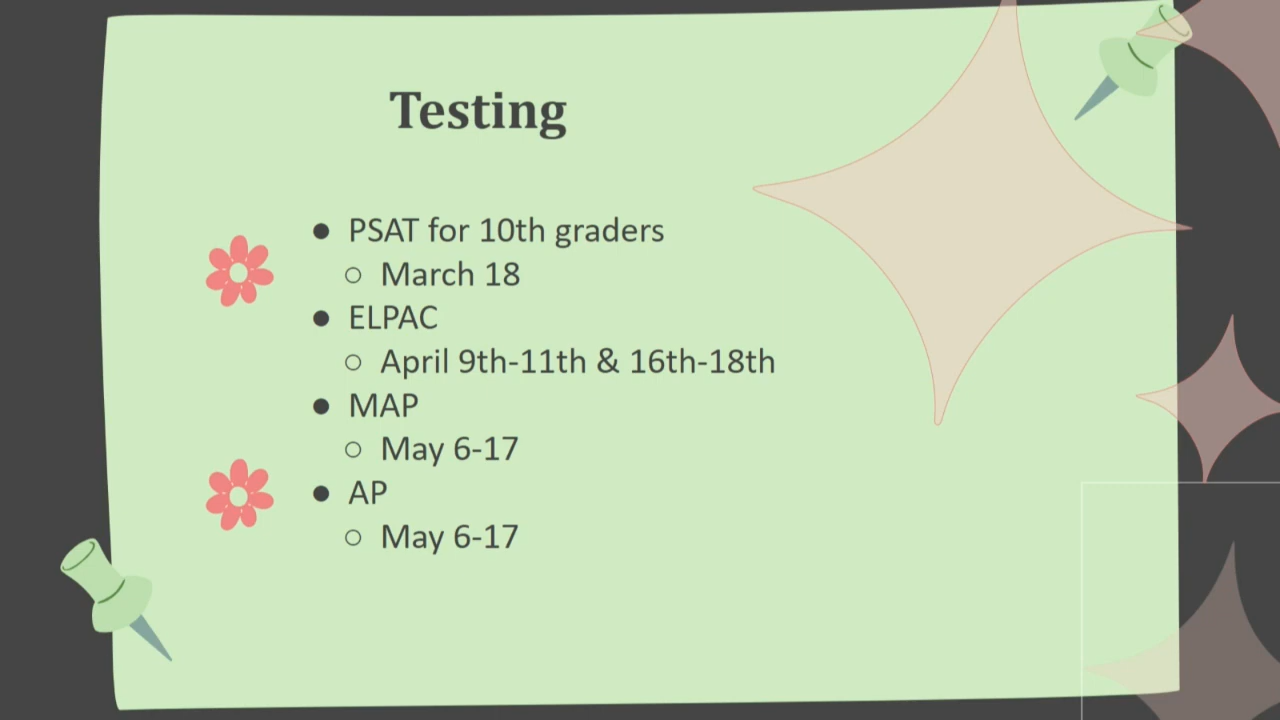 Testing
● PSAT for 10th graders
○ March 18
● ELPAC
○ April 9th-11th & 16th-18th
● MAP
○ May 6-17
● AP
○ May 6-17